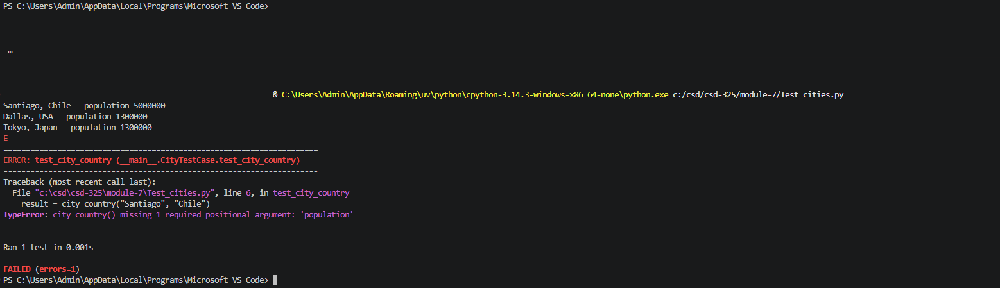 PS C:\Users\Admin\AppData\Local\Programs\Microsoft VS Code>
…
& C:\Users\Admin\AppData\Roaming\uv\python\cpython-3.14.3-windows-x86_64-none\python.exe c:/csd/csd-325/module-7/Test_cities.py
Santiago, Chile - population 5000000
Dallas, USA - population 1300000
Tokyo, Japan - population 1300000
E
======================================================================
ERROR: test_city_country (__main__.CityTestCase.test_city_country)
----------------------------------------------------------------------
Traceback (most recent call last):
  File "c:\csd\csd-325\module-7\Test_cities.py", line 6, in test_city_country
    result = city_country("Santiago", "Chile")
TypeError: city_country() missing 1 required positional argument: 'population'
----------------------------------------------------------------------
Ran 1 test in 0.001s
FAILED (errors=1)
PS C:\Users\Admin\AppData\Local\Programs\Microsoft VS Code>